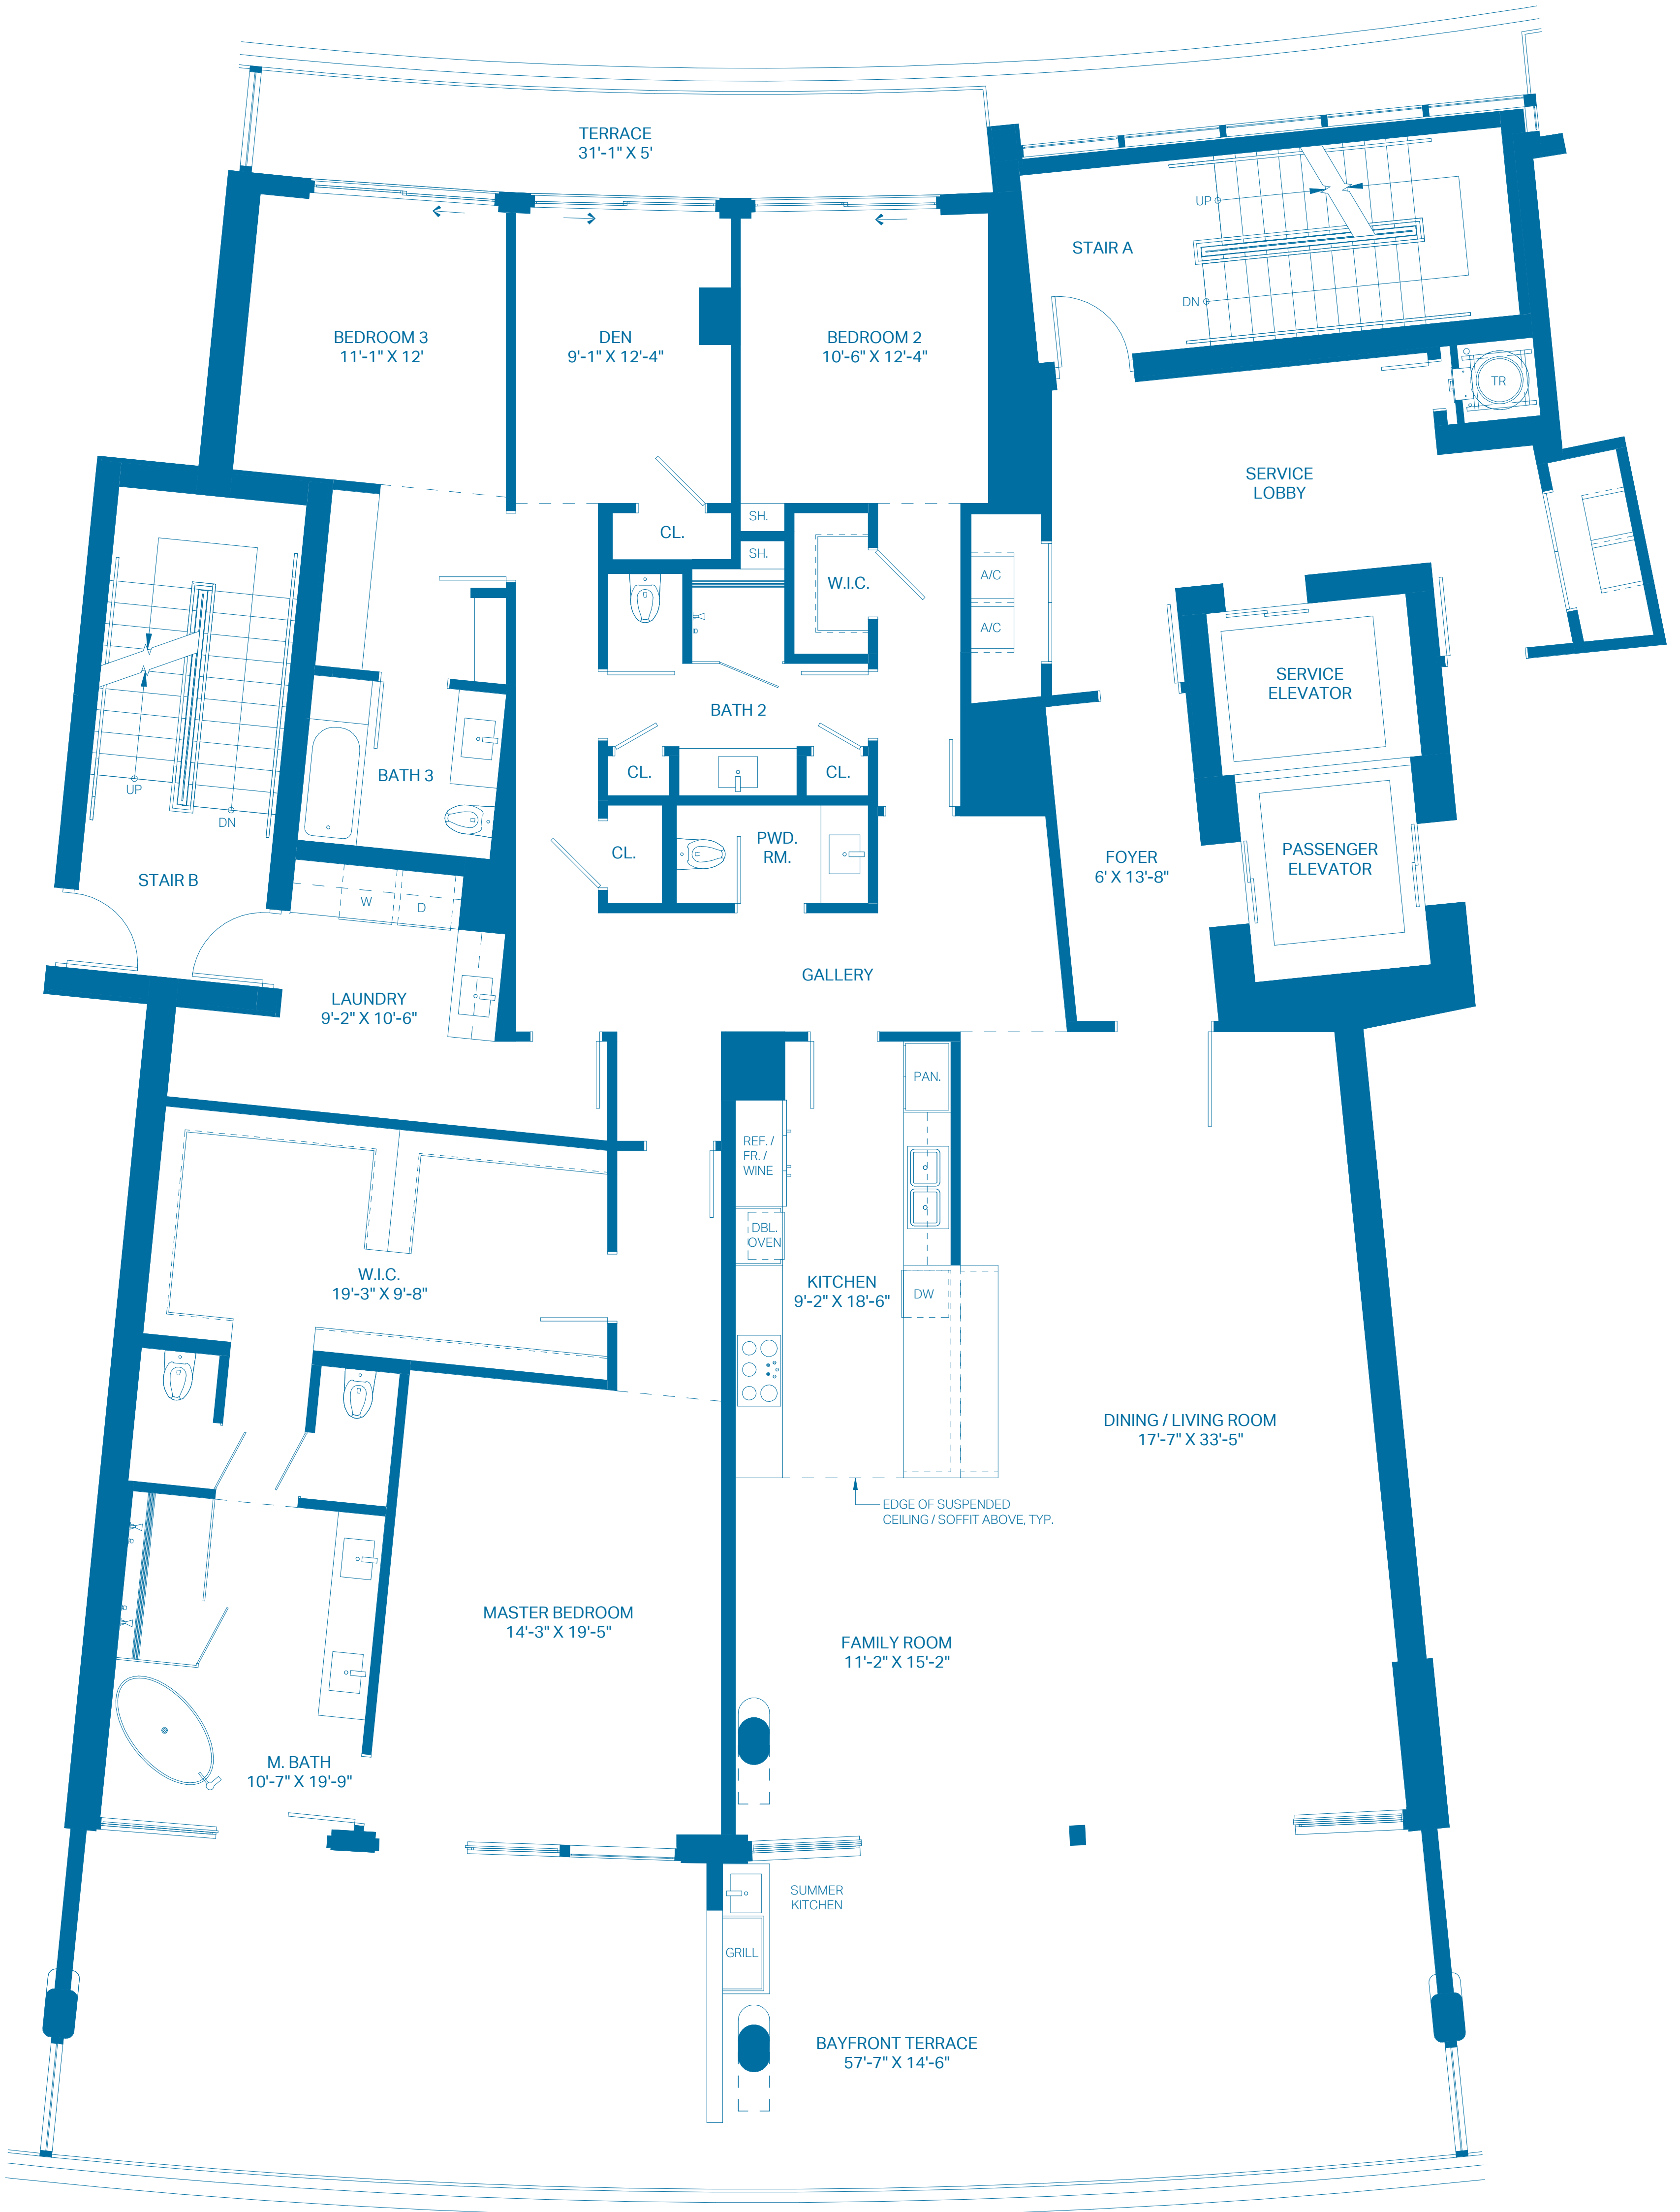 TERRACE
31'-1" X 5'
UP
STAIR A
DN
BEDROOM 3
11'-1" X 12'
DEN
9'-1" X 12'-4"
BEDROOM 2
10'-6" X 12'-4"
TR
SERVICE
LOBBY
SH.
CL.
SH.
A/C
W.I.C.
A/C
SERVICE
ELEVATOR
BATH 2
BATH 3
CL.
CL.
UP
DN
PWD.
RM.
CL.
FOYER
6' X 13'-8"
PASSENGER
ELEVATOR
STAIR B
W
D
GALLERY
LAUNDRY
9'-2" X 10'-6"
PAN.
REF. /
FR. /
WINE
DBL.
OVEN
W.I.C.
19'-3" X 9'-8"
KITCHEN
9'-2" X 18'-6"
DW
DINING / LIVING ROOM
17'-7" X 33'-5"
EDGE OF SUSPENDED
CEILING / SOFFIT ABOVE, TYP.
MASTER BEDROOM
14'-3" X 19'-5"
FAMILY ROOM
11'-2" X 15'-2"
M. BATH
10'-7" X 19'-9"
SUMMER
KITCHEN
GRILL
BAYFRONT TERRACE
57'-7" X 14'-6"